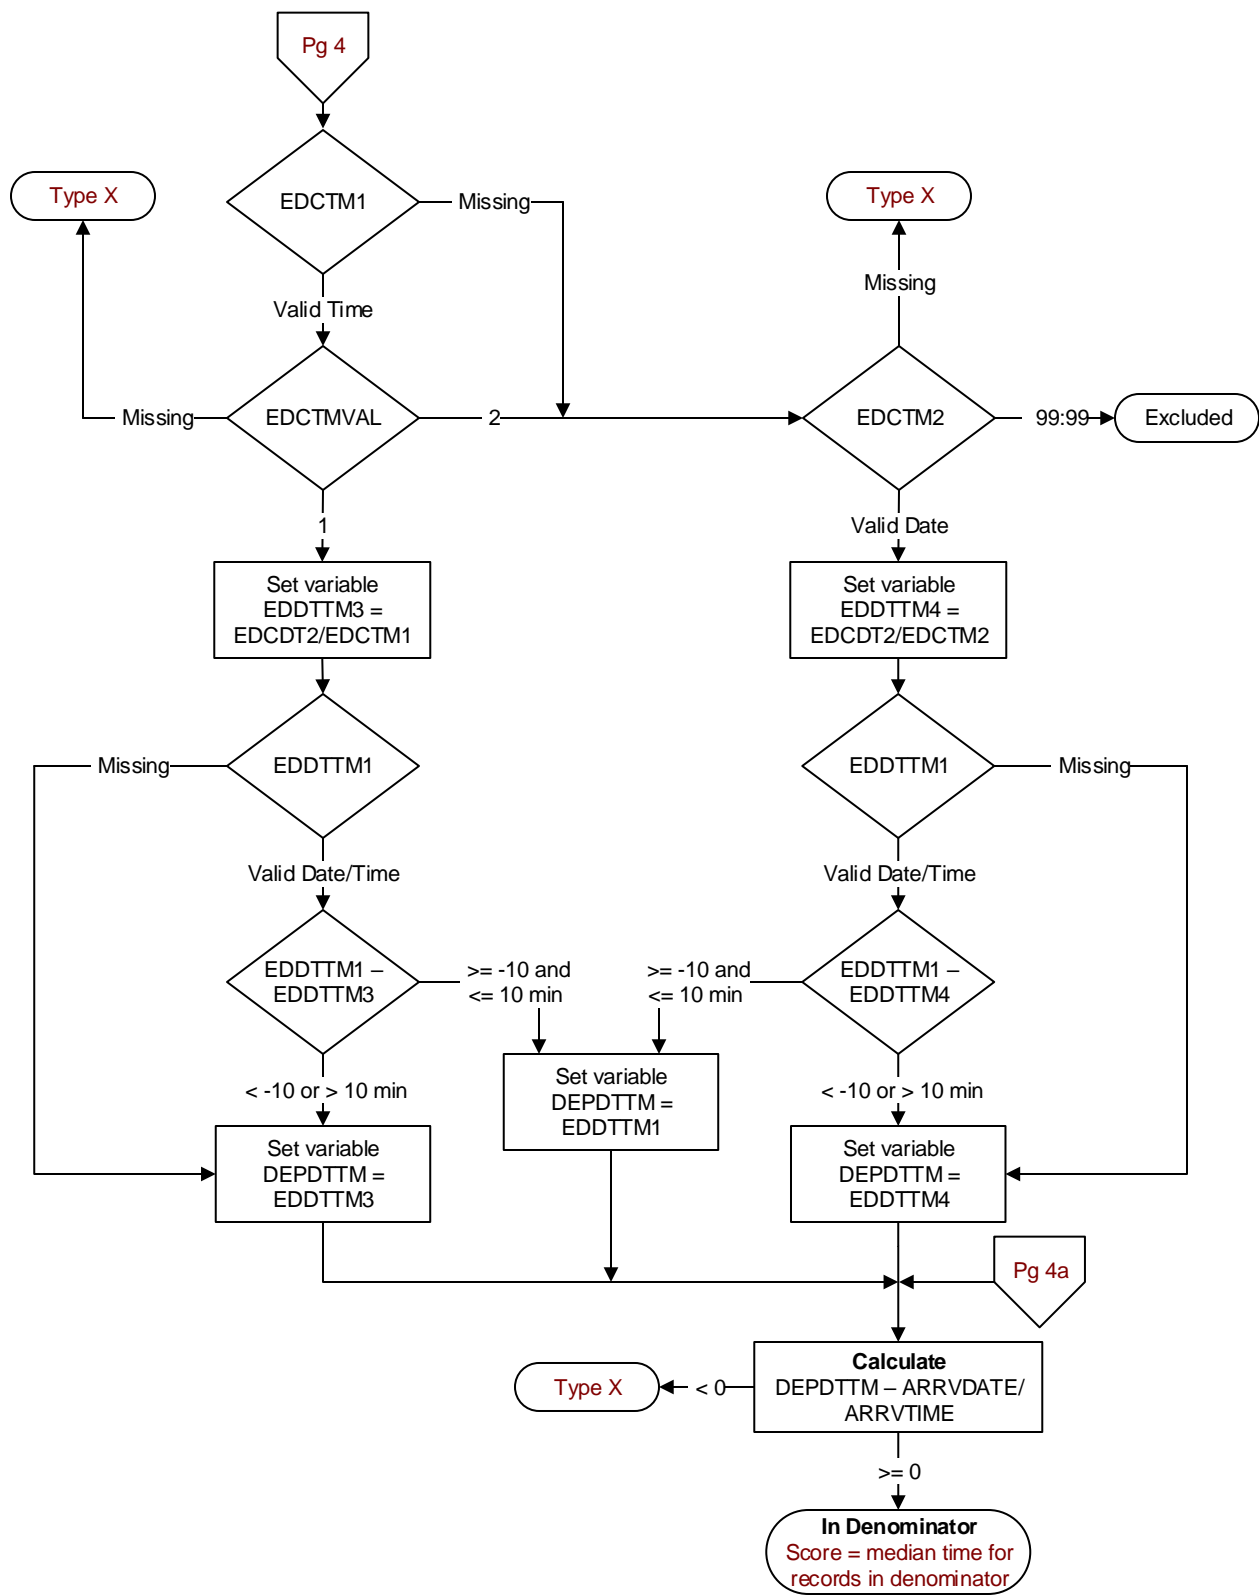 Pg 4
Type X
EDCTM1
Missing
Type X
Missing
Valid Time
Missing
EDCTMVAL
2
EDCTM2
99:99
Excluded
1
Valid Date
Set variable
EDDTTM3 =
EDCDT2/EDCTM1
Set variable
EDDTTM4 =
EDCDT2/EDCTM2
Missing
EDDTTM1
EDDTTM1
Missing
Valid Date/Time
Valid Date/Time
EDDTTM1 –
EDDTTM3
>= -10 and
<= 10 min
>= -10 and
<= 10 min
EDDTTM1 –
EDDTTM4
< -10 or > 10 min
Set variable
DEPDTTM =
EDDTTM1
< -10 or > 10 min
Set variable
DEPDTTM =
EDDTTM3
Set variable
DEPDTTM =
EDDTTM4
Pg 4a
Type X
< 0
Calculate
DEPDTTM – ARRVDATE/
ARRVTIME
>= 0
In Denominator
Score = median time for
records in denominator